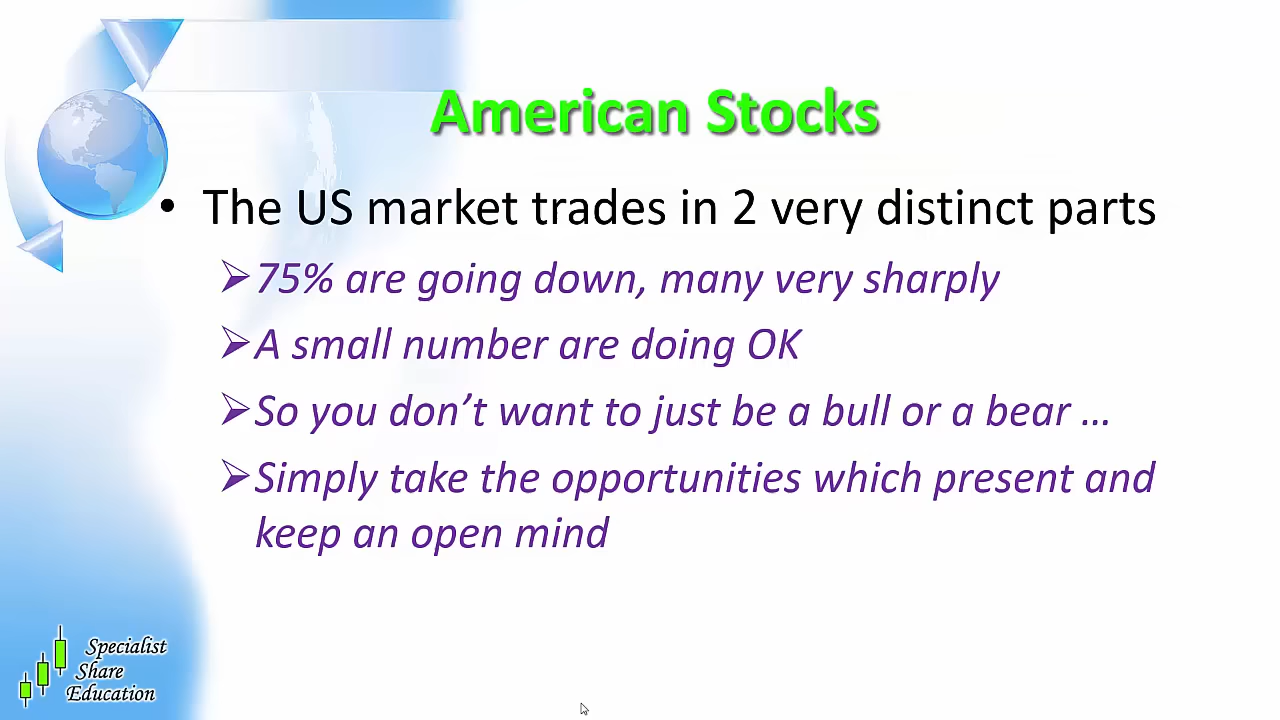 American Stocks
• The US market trades in 2 very distinct parts
➢ 75% are going down, many very sharply
➢ A small number are doing OK
➢ So you don’t want to just be a bull or a bear …
➢ Simply take the opportunities which present and
keep an open mind
Specialist
Share
Education